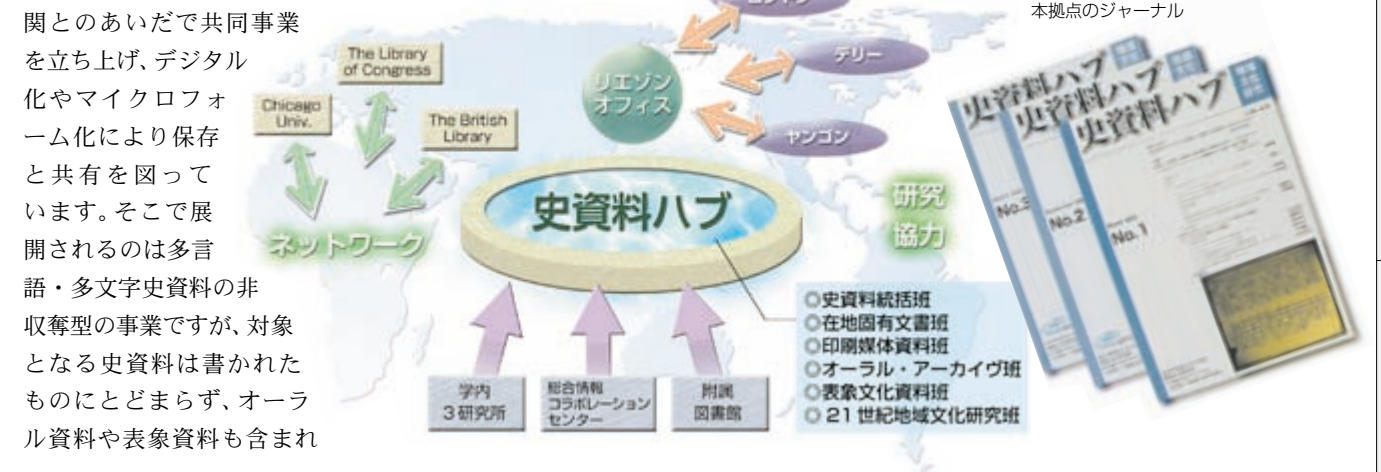 関とのあいだで共同事業
を立ち上げ、デジタル
化やマイクロフォ
ーム化により保存
と共有を図って
います。そこで展
開されるのは多言
語・多文字史資料の非
収奪型の事業ですが、対象
となる史資料は書かれた
ものにとどまらず、オーラ
ル資料や表象資料も含まれ
The Library
of Congress
Chicago
Univ.
The British
Library
ネットワーク
リエゾン
オフィス
デリー
ヤンゴン
史資料ハブ
研究
協力
学内
3研究所
総合情報
コラボレーション
センター
附属
図書館
◎史資料統括班
◎在地固有文書班
◎印刷媒体資料班
◎オーラル・アーカイヴ班
◎表象文化資料班
◎21世紀地域文化研究班
本拠点のジャーナル
史資料ハブ
No.3
史資料ハブ
No.2
史資料ハブ
No.1